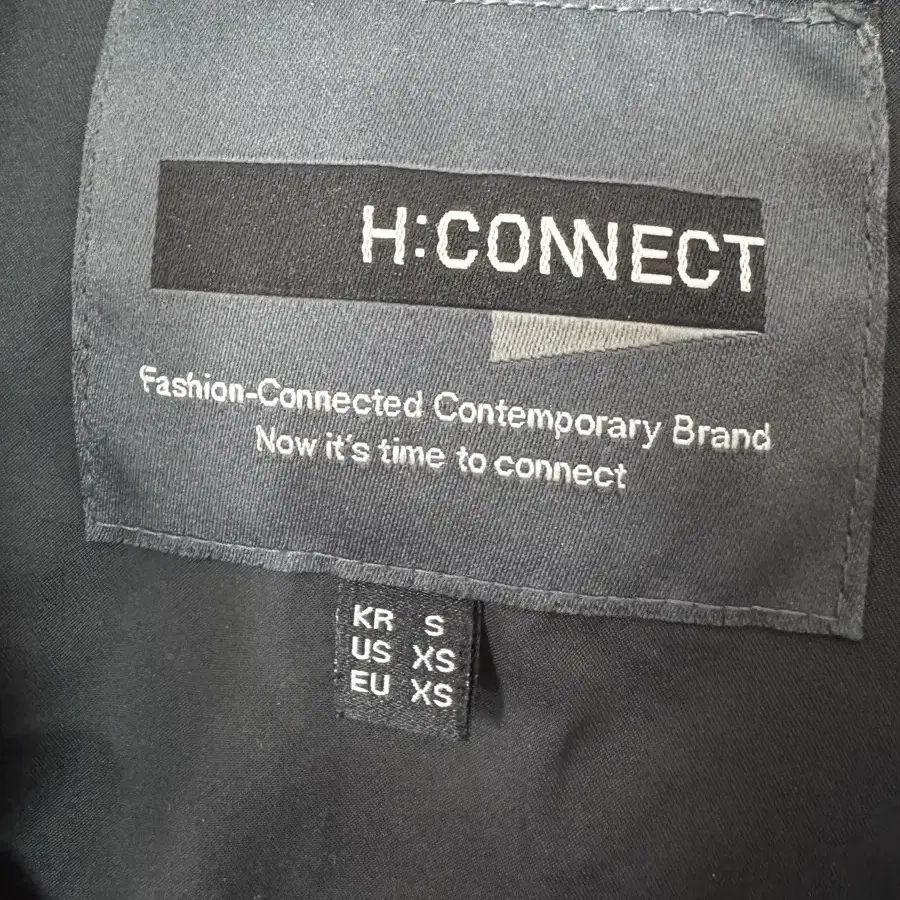 H:CONNECT
Fashion-Connected Contemporary Brand
Now it's time to connect
KR S
US XS
EU XS